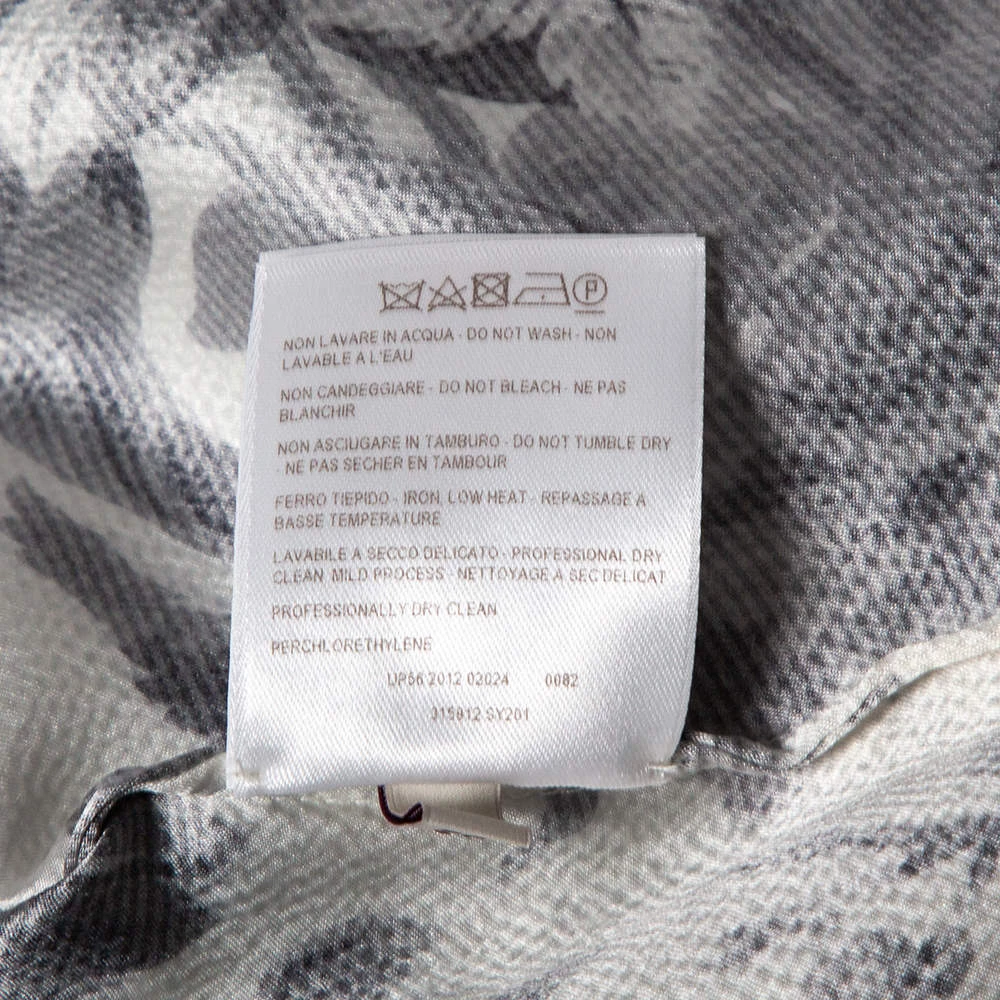 P
NON LAVARE IN ACQUA - DO NOT WASH - NON
LAVABLE A L'EAU
NON CANDEGGIARE - DO NOT BLEACH - NE PAS
BLANCHIR
NON ASCIUGARE IN TAMBURO - DO NOT TUMBLE DRY
- NE PAS SECHER EN TAMBOUR
FERRO TIEPIDO - IRON, LOW HEAT - REPASSAGE A
BASSE TEMPERATURE
LAVABILE A SECCO DELICATO - PROFESSIONAL DRY
CLEAN, MILD PROCESS - NETTOYAGE A SEC DELICAT
PROFESSIONALLY DRY CLEAN
PERCHLORETHYLENE
UP56 2012 02024 0082
315912 SY201